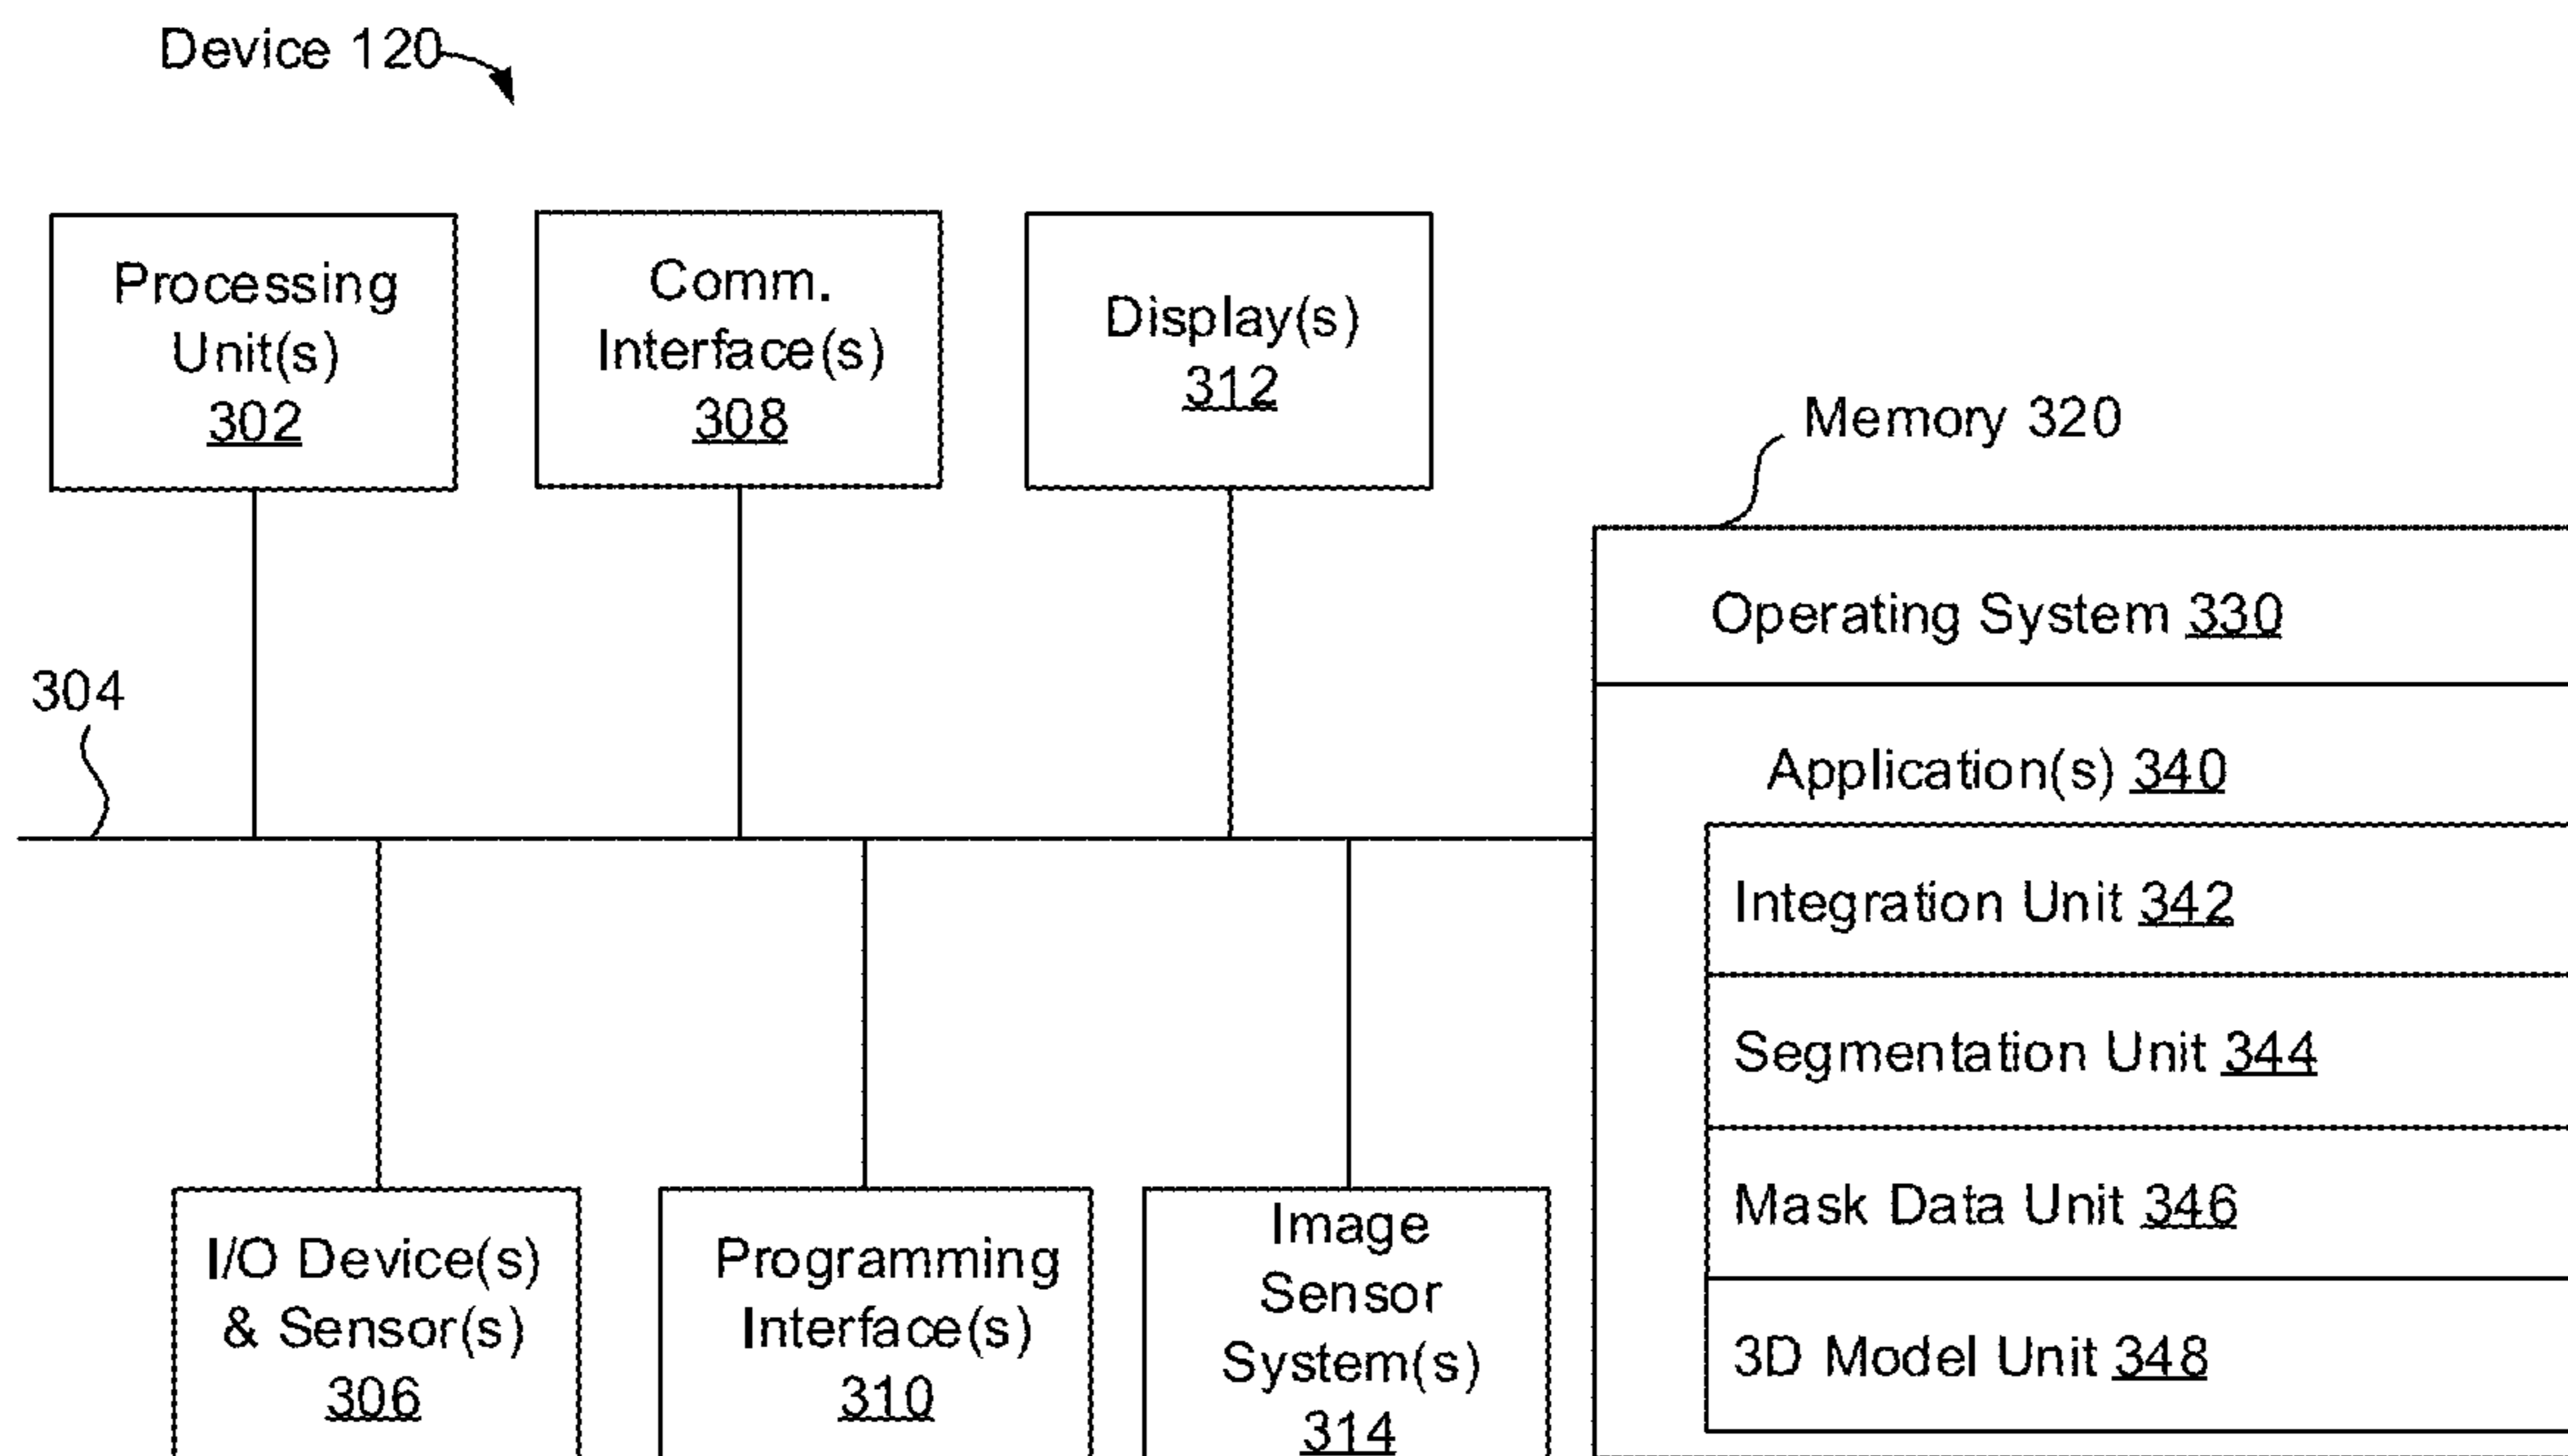 Device 120
Processing
Unit(s)
302
Comm.
Interface(s)
308
Display(s)
312
Memory 320
Operating System 330
304
Application(s) 340
Integration Unit 342
Segmentation Unit 344
Mask Data Unit 346
3D Model Unit 348
I/O Device(s)
& Sensor(s)
306
Programming
Interface(s)
310
Image
Sensor
System(s)
314